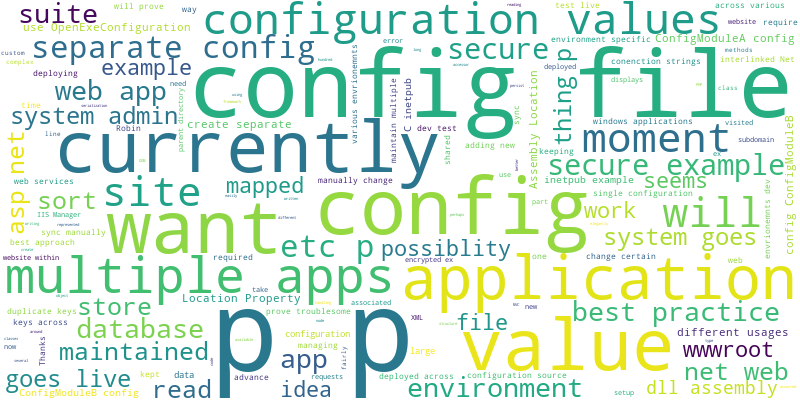 suite
will prove
way
use OpenExeConfiguration
separate config
example
deploying
web app
system admin
Robin
create separate
line
configuration values
secure
config file
currently
moment
thing p
across various
test live
website
require
environment specific
ConfigModuleA config
conenction strings
interlinked Net
deployed
methods
error
C inetpub
maintain multiple
dev test
various envrionemnts
parent directory
shared
sync
adding new
Assembly Location
displays
class
windows applications
visited
subdomain
keeping
secure example
inetpub example
single configuration
asp net
time
need
custom
complex
want config
site
mapped
manually change
sort
web services
IIS Manager
sync manually
best approach
website within
required
etc p
possiblity
encrypted ex
use
part
seems
will
work
system goes
one
change certain
web
envrionemnts dev
config ConfigModuleB
multiple apps
application
store
Location Property
take
prove troublesome
associated
duplicate keys
keys across
database
now
Thanks
maintained
goes live
kept
data
read
advance
idea
app
configuration
managing
requests
fairly
XML
p p
value
file
large
new
best practice
different usages
wwwroot
net web
dll assembly
deployed across
configuration source
environment
setup
ConfigModuleB config